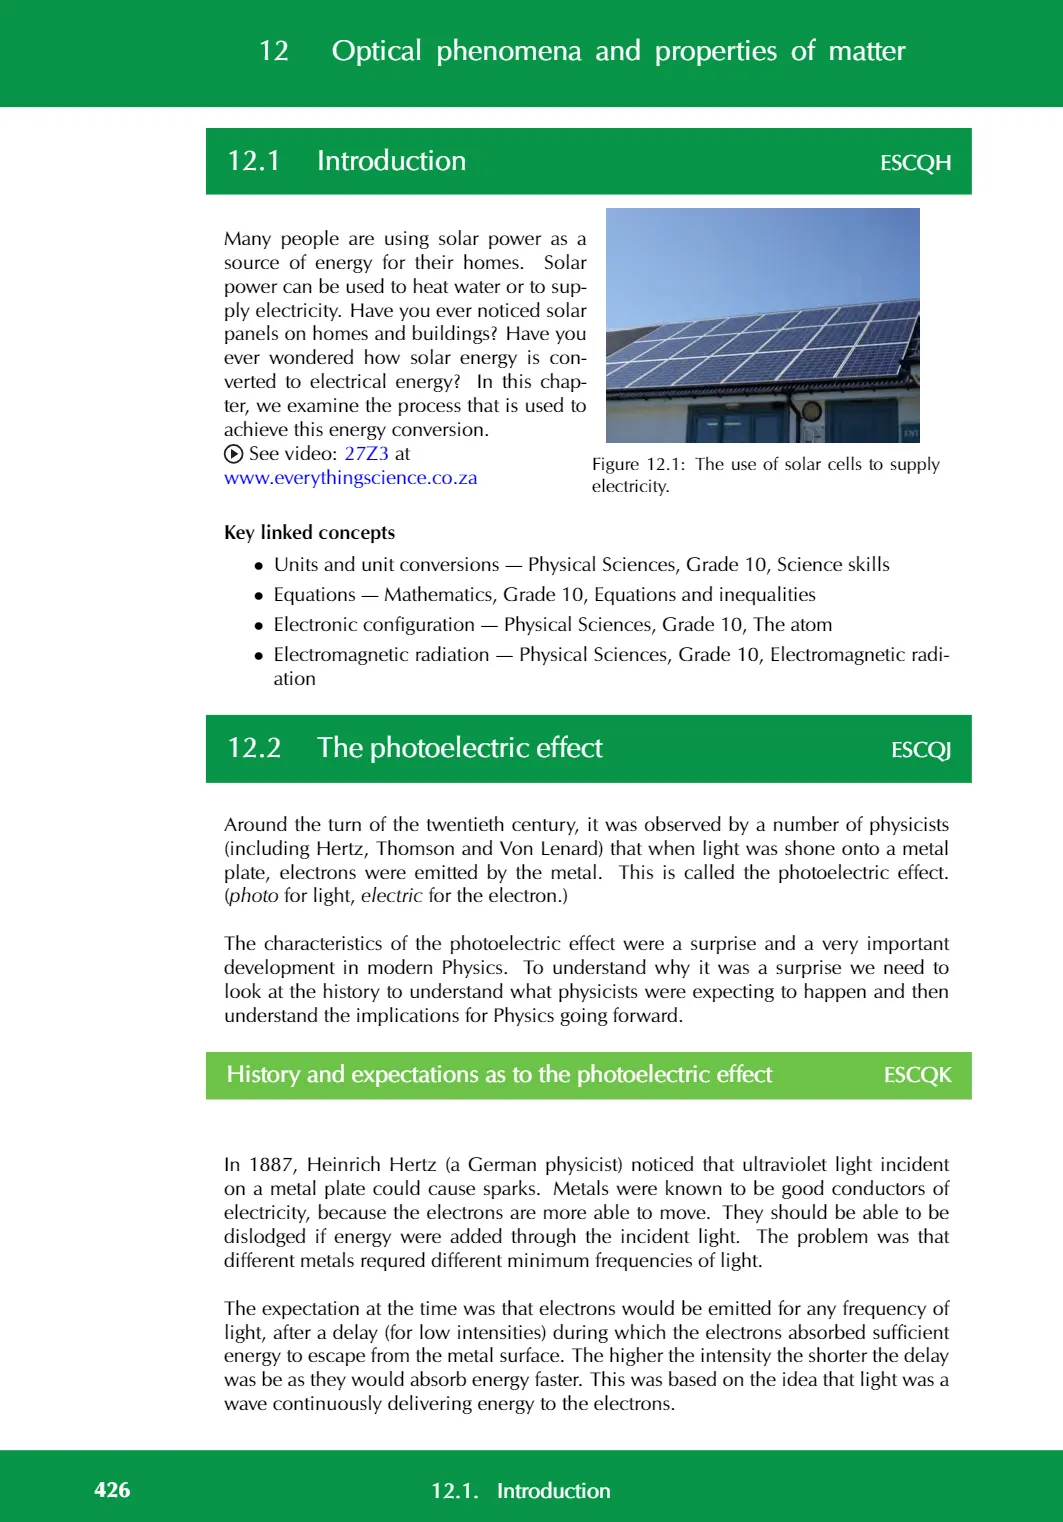 12 Optical phenomena and properties of matter
12.1 Introduction ESCQH
Many people are using solar power as a
source of energy for their homes. Solar
power can be used to heat water or to sup-
ply electricity. Have you ever noticed solar
panels on homes and buildings? Have you
ever wondered how solar energy is con-
verted to electrical energy? In this chap-
ter, we examine the process that is used to
achieve this energy conversion.
See video: 27Z3 at
www.everythingscience.co.za
Figure 12.1: The use of solar cells to supply
electricity.
Key linked concepts
• Units and unit conversions — Physical Sciences, Grade 10, Science skills
• Equations — Mathematics, Grade 10, Equations and inequalities
• Electronic configuration — Physical Sciences, Grade 10, The atom
• Electromagnetic radiation — Physical Sciences, Grade 10, Electromagnetic radi-
ation
12.2 The photoelectric effect ESCQJ
Around the turn of the twentieth century, it was observed by a number of physicists
(including Hertz, Thomson and Von Lenard) that when light was shone onto a metal
plate, electrons were emitted by the metal. This is called the photoelectric effect.
(photo for light, electric for the electron.)
The characteristics of the photoelectric effect were a surprise and a very important
development in modern Physics. To understand why it was a surprise we need to
look at the history to understand what physicists were expecting to happen and then
understand the implications for Physics going forward.
History and expectations as to the photoelectric effect ESCQK
In 1887, Heinrich Hertz (a German physicist) noticed that ultraviolet light incident
on a metal plate could cause sparks. Metals were known to be good conductors of
electricity, because the electrons are more able to move. They should be able to be
dislodged if energy were added through the incident light. The problem was that
different metals requred different minimum frequencies of light.
The expectation at the time was that electrons would be emitted for any frequency of
light, after a delay (for low intensities) during which the electrons absorbed sufficient
energy to escape from the metal surface. The higher the intensity the shorter the delay
was be as they would absorb energy faster. This was based on the idea that light was a
wave continuously delivering energy to the electrons.
426 12.1. Introduction